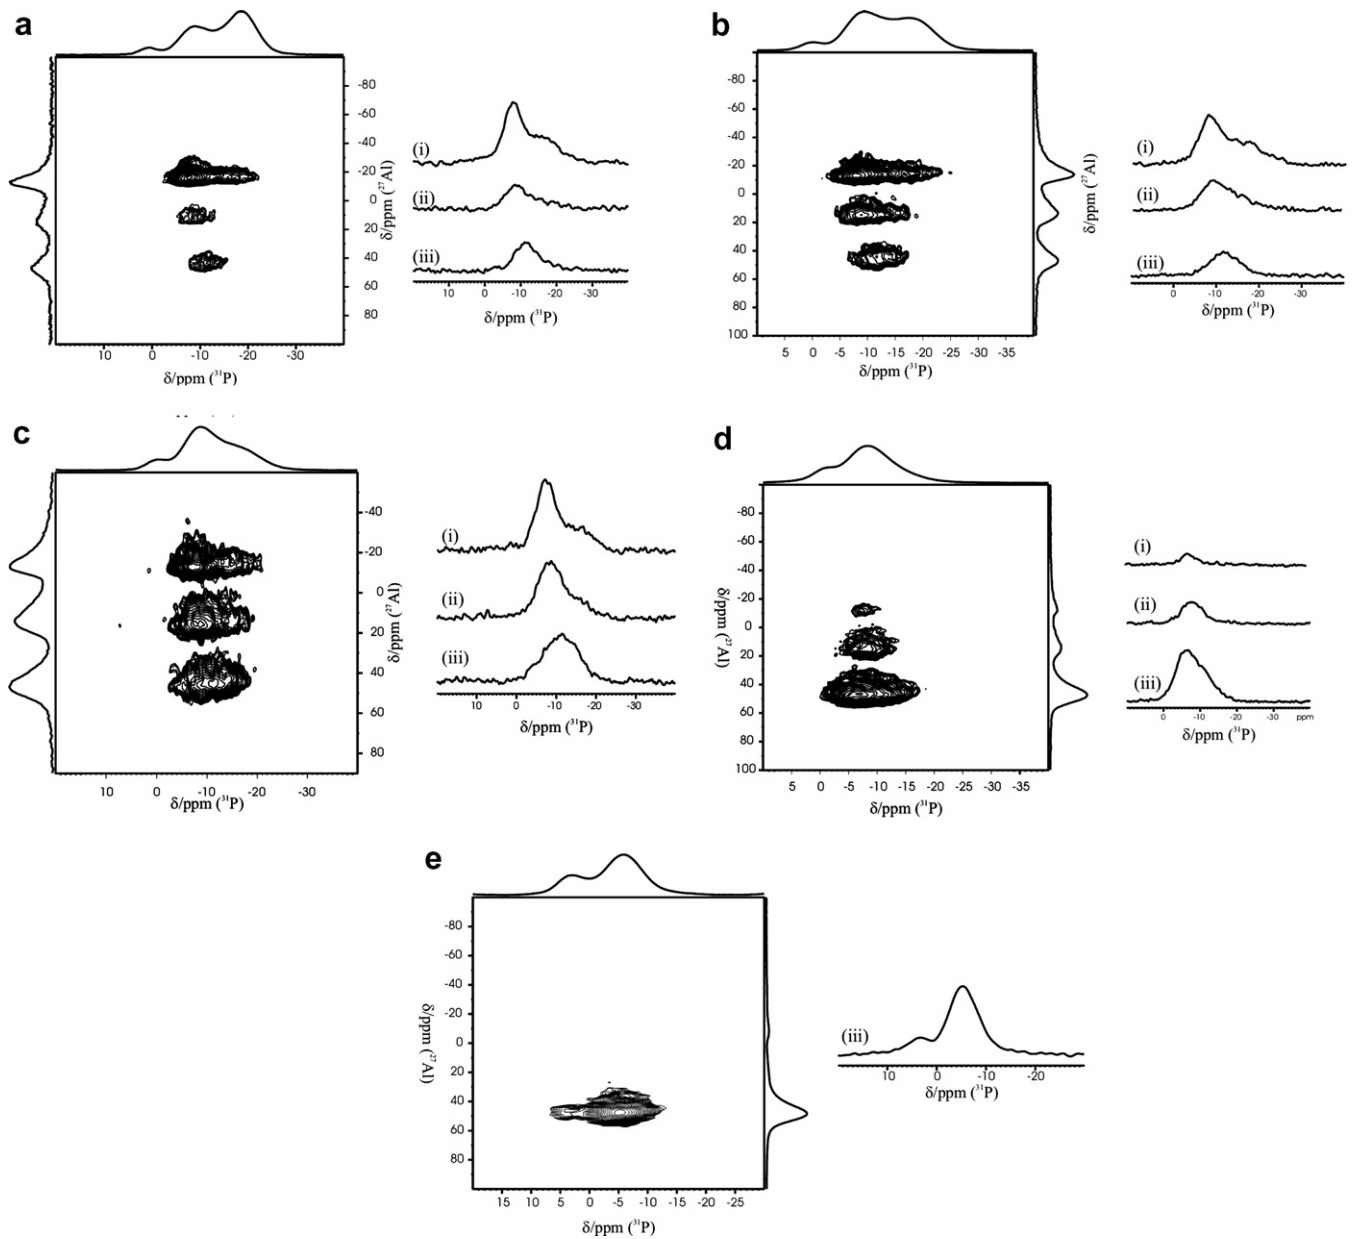 a
-80
-60
-40
-20
0
20
40
60
80
δ/ppm (²⁷Al)
10 0 -10 -20 -30
δ/ppm (³¹P)
(i)
(ii)
(iii)
10 0 -10 -20 -30
δ/ppm (³¹P)
b
-80
-60
-40
-20
0
20
40
60
80
100
δ/ppm (²⁷Al)
5 0 -5 -10 -15 -20 -25 -30 -35
δ/ppm (³¹P)
(i)
(ii)
(iii)
0 -10 -20 -30
δ/ppm (³¹P)
c
-40
-20
0
20
40
60
80
δ/ppm (²⁷Al)
10 0 -10 -20 -30
δ/ppm (³¹P)
(i)
(ii)
(iii)
10 0 -10 -20 -30
δ/ppm (³¹P)
d
-80
-60
-40
-20
0
20
40
60
80
100
δ/ppm (²⁷Al)
5 0 -5 -10 -15 -20 -25 -30 -35
δ/ppm (³¹P)
(i)
(ii)
(iii)
0 -10 -20 -30 ppm
δ/ppm (³¹P)
e
-80
-60
-40
-20
0
20
40
60
80
δ/ppm (²⁷Al)
15 10 5 0 -5 -10 -15 -20 -25
δ/ppm (³¹P)
(iii)
10 0 -10 -20
δ/ppm (³¹P)